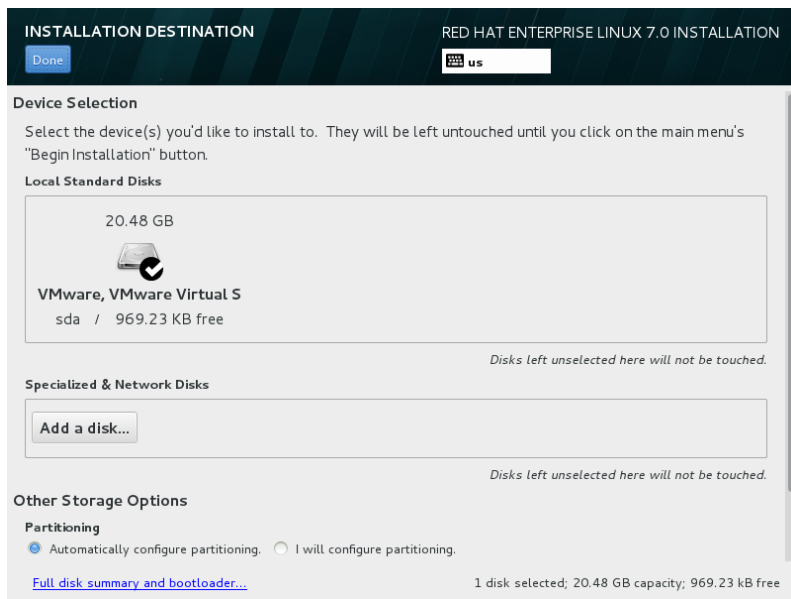 INSTALLATION DESTINATION
RED HAT ENTERPRISE LINUX 7.0 INSTALLATION
Done
us
Device Selection
Select the device(s) you'd like to install to. They will be left untouched until you click on the main menu's
"Begin Installation" button.
Local Standard Disks
20.48 GB
VMware, VMware Virtual S
sda / 969.23 KB free
Disks left unselected here will not be touched.
Specialized & Network Disks
Add a disk...
Disks left unselected here will not be touched.
Other Storage Options
Partitioning
Automatically configure partitioning. I will configure partitioning.
Full disk summary and bootloader... 1 disk selected; 20.48 GB capacity; 969.23 kB free